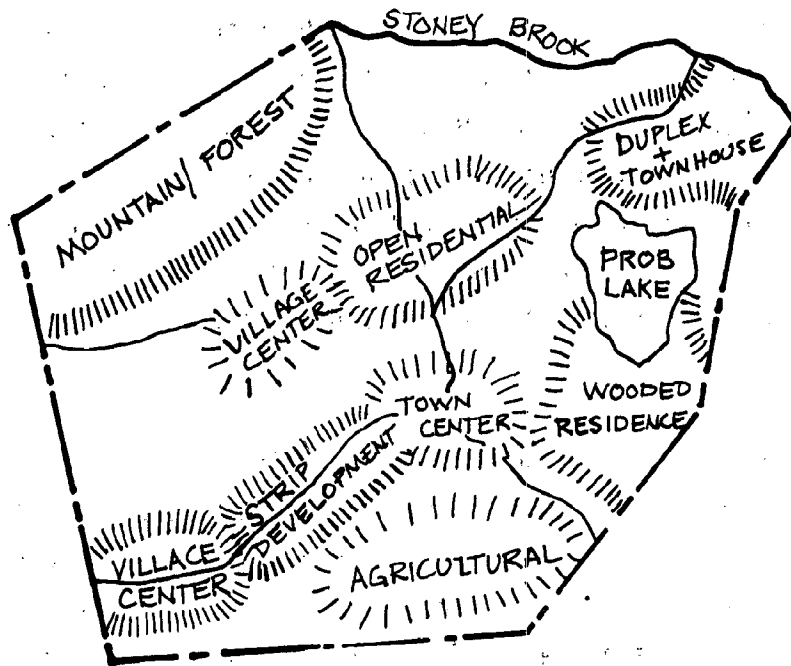 STONEY BROOK
MOUNTAIN/ FOREST
DUPLEX
+
TOWNHOUSE
OPEN
RESIDENTIAL
PROB
LAKE
VILLAGE
CENTER
WOODED
RESIDENCE
TOWN
CENTER
STRIP
DEVELOPMENT
VILLAGE
CENTER
AGRICULTURAL